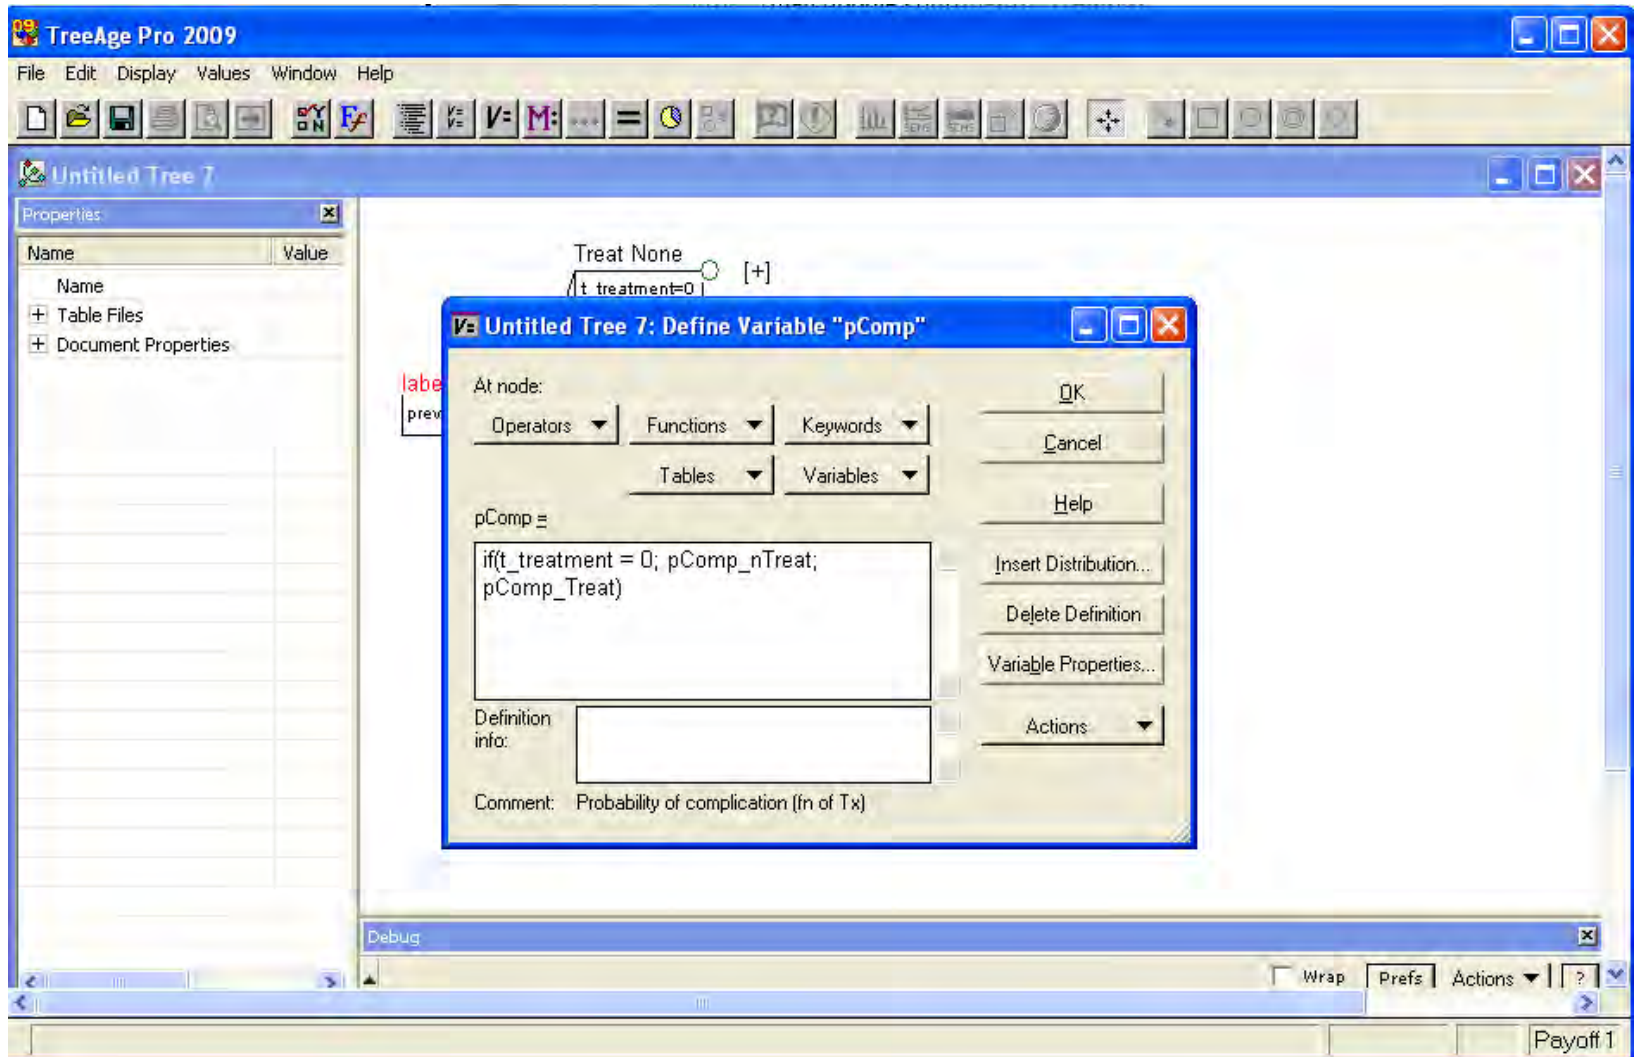 TreeAge Pro 2009
File Edit Display Values Window Help
Untitled Tree 7
Properties
Name Value
Name
+ Table Files
+ Document Properties
Treat None
[+]
t_treatment=0
labe
prev
V= Untitled Tree 7: Define Variable "pComp"
At node:
Operators Functions Keywords
Tables Variables
pComp =
if(t_treatment = 0; pComp_nTreat;
pComp_Treat)
Definition
info:
Comment: Probability of complication (fn of Tx)
OK
Cancel
Help
Insert Distribution...
Delete Definition
Variable Properties...
Actions
Debug
Wrap Prefs Actions ?
Payoff 1